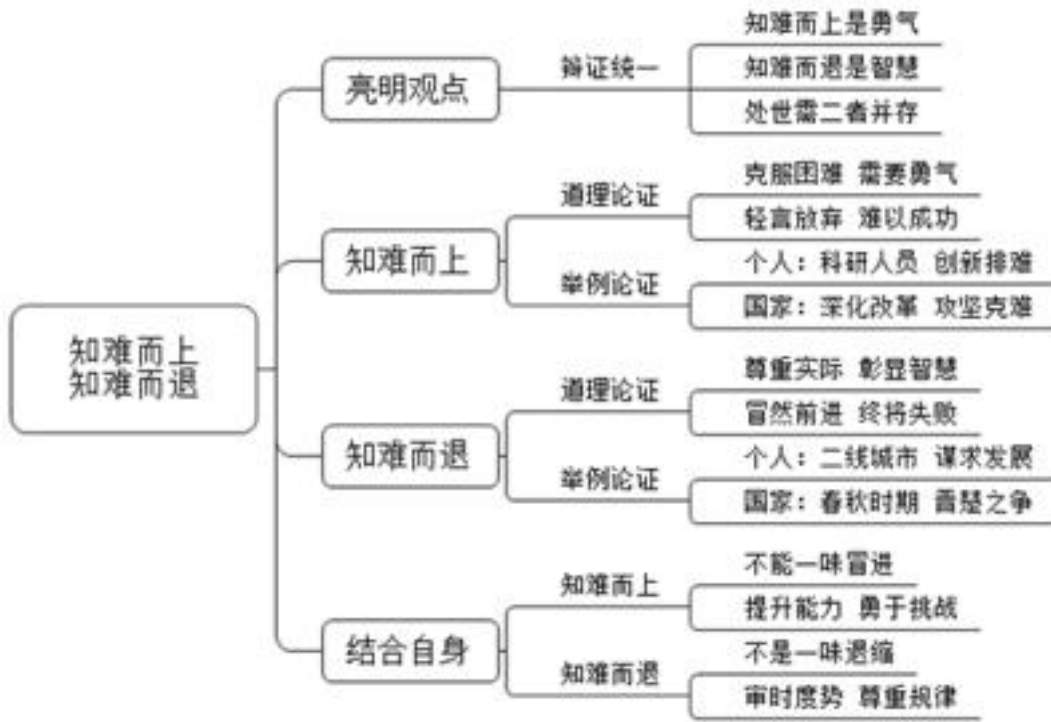 知难而上
知难而退
亮明观点
辩证统一
知难而上是勇气
知难而退是智慧
处世需二者并存
知难而上
道理论证
克服困难 需要勇气
轻言放弃 难以成功
举例论证
个人：科研人员 创新排难
国家：深化改革 攻坚克难
知难而退
道理论证
尊重实际 彰显智慧
冒然前进 终将失败
举例论证
个人：二线城市 谋求发展
国家：春秋时期 晋楚之争
结合自身
知难而上
不能一味冒进
提升能力 勇于挑战
知难而退
不是一味退缩
审时度势 尊重规律